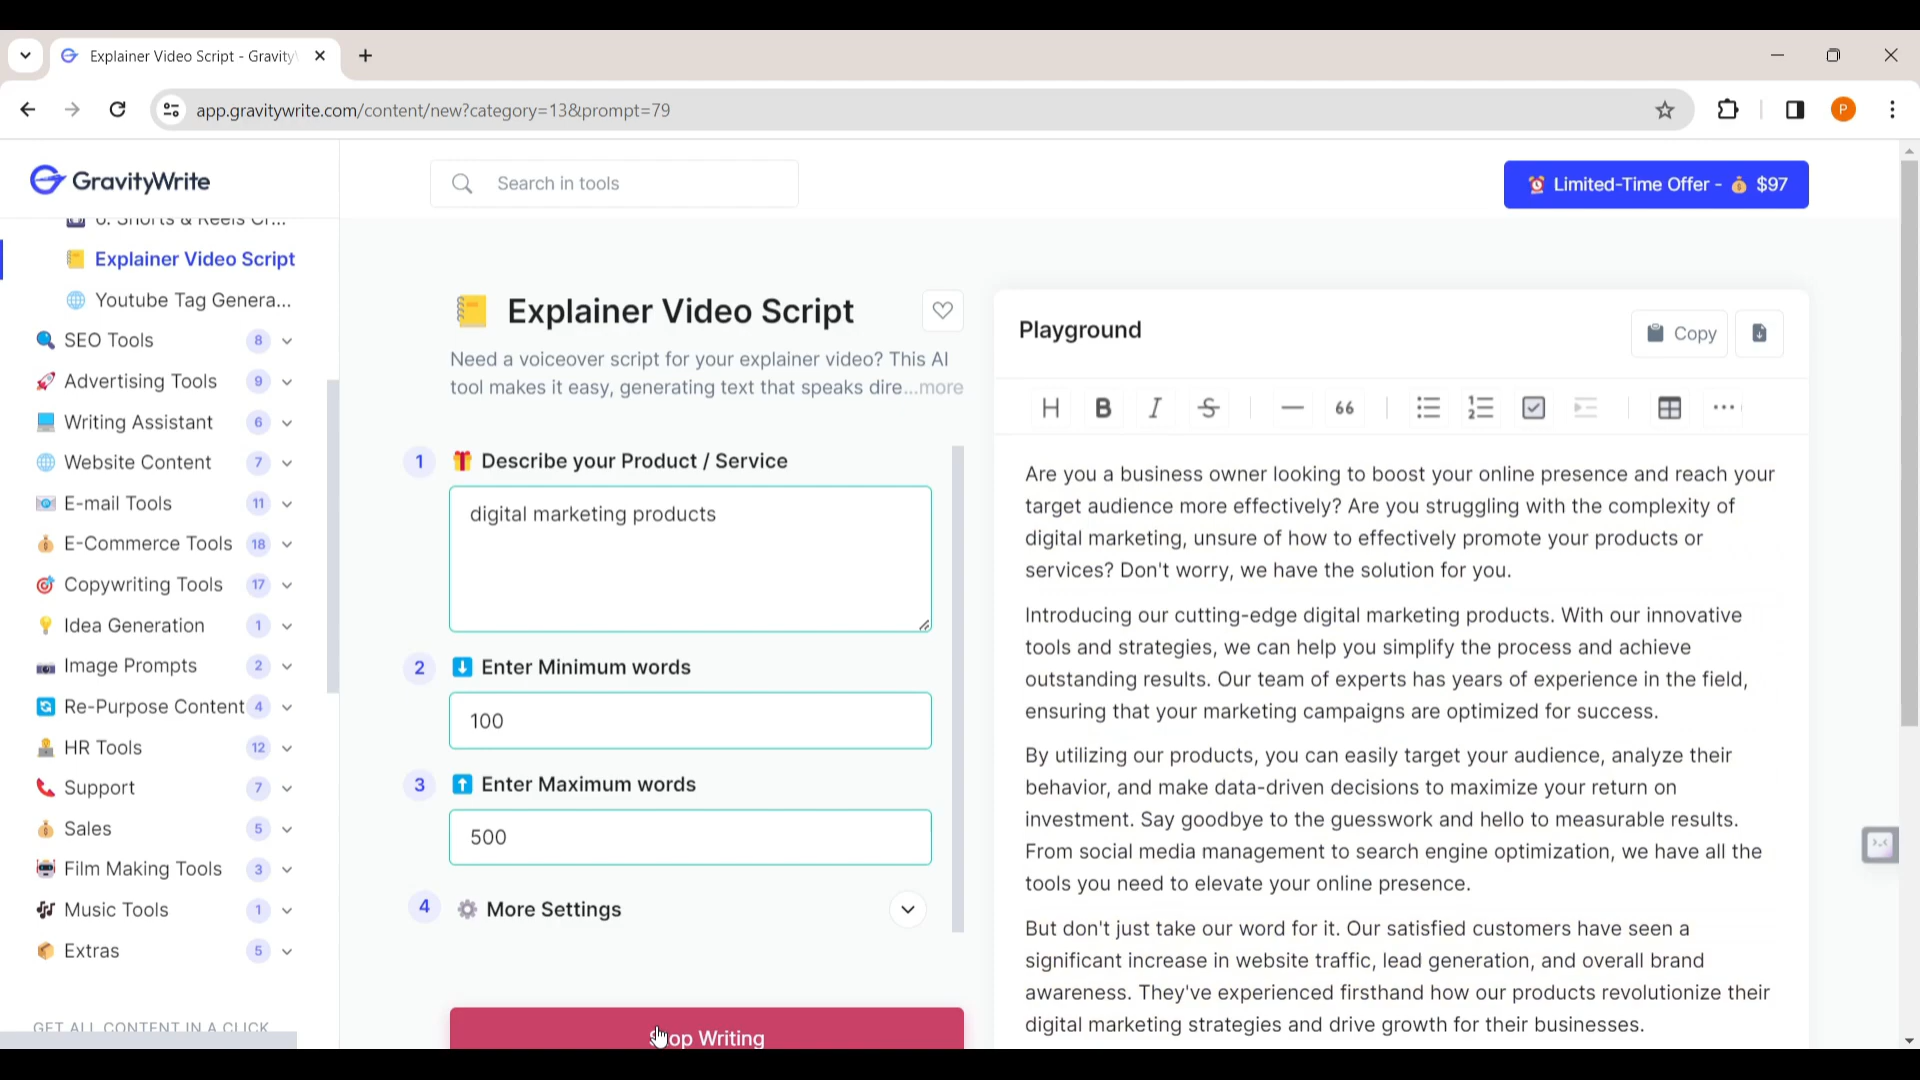 Explainer Video Script - Gravity
app.gravitywrite.com/content/new?category=13&prompt=79
P
GravityWrite
Search in tools
Limited-Time Offer - $97
Explainer Video Script
Youtube Tag Genera...
SEO Tools 8
Advertising Tools 9
Writing Assistant 6
Website Content 7
E-mail Tools 11
E-Commerce Tools 18
Copywriting Tools 17
Idea Generation 1
Image Prompts 2
Re-Purpose Content 4
HR Tools 12
Support 7
Sales 5
Film Making Tools 3
Music Tools 1
Extras 5
GET ALL CONTENT IN A CLICK
Explainer Video Script
Need a voiceover script for your explainer video? This AI
tool makes it easy, generating text that speaks dire...more
1 Describe your Product / Service
digital marketing products
2 Enter Minimum words
100
3 Enter Maximum words
500
4 More Settings
Stop Writing
Playground
Copy
H B I S
Are you a business owner looking to boost your online presence and reach your
target audience more effectively? Are you struggling with the complexity of
digital marketing, unsure of how to effectively promote your products or
services? Don't worry, we have the solution for you.
Introducing our cutting-edge digital marketing products. With our innovative
tools and strategies, we can help you simplify the process and achieve
outstanding results. Our team of experts has years of experience in the field,
ensuring that your marketing campaigns are optimized for success.
By utilizing our products, you can easily target your audience, analyze their
behavior, and make data-driven decisions to maximize your return on
investment. Say goodbye to the guesswork and hello to measurable results.
From social media management to search engine optimization, we have all the
tools you need to elevate your online presence.
But don't just take our word for it. Our satisfied customers have seen a
significant increase in website traffic, lead generation, and overall brand
awareness. They've experienced firsthand how our products revolutionize their
digital marketing strategies and drive growth for their businesses.